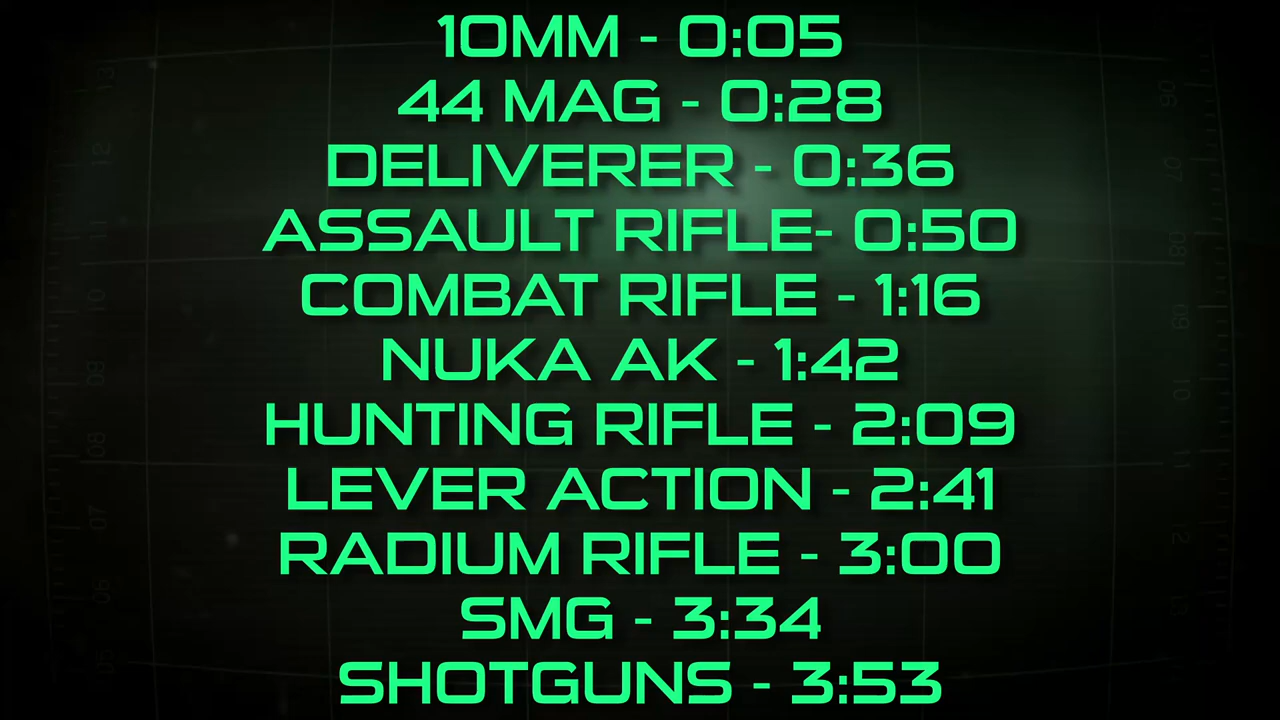 10MM - 0:05
44 MAG - 0:28
DELIVERER - 0:36
ASSAULT RIFLE- 0:50
COMBAT RIFLE - 1:16
NUKA AK - 1:42
HUNTING RIFLE - 2:09
LEVER ACTION - 2:41
RADIUM RIFLE - 3:00
SMG - 3:34
SHOTGUNS - 3:53